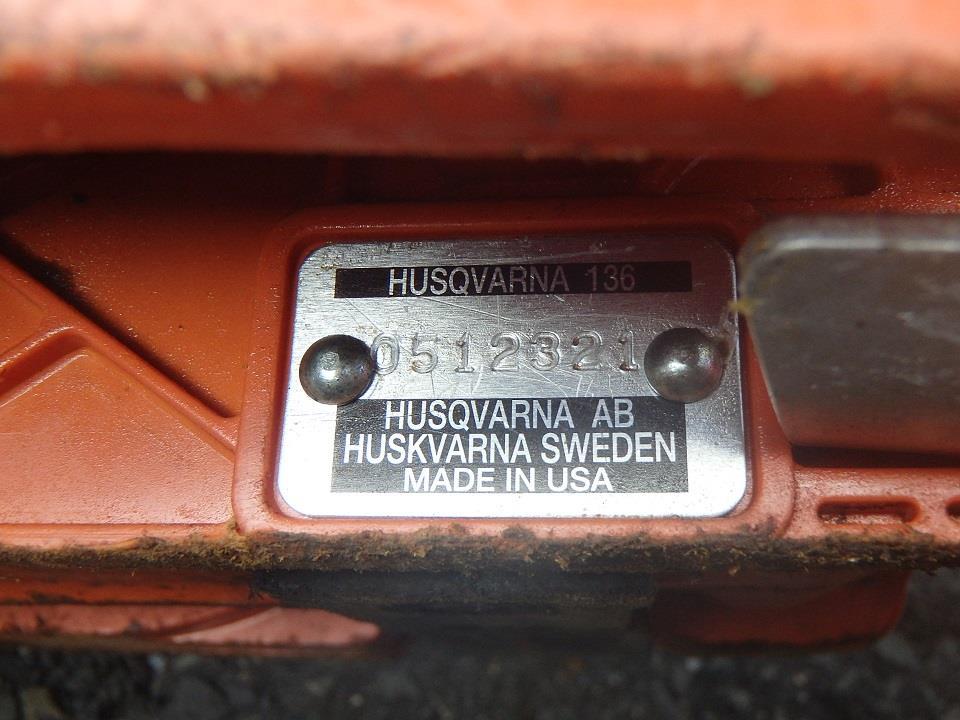 HUSQVARNA 136
0512321
HUSQVARNA AB
HUSKVARNA SWEDEN
MADE IN USA